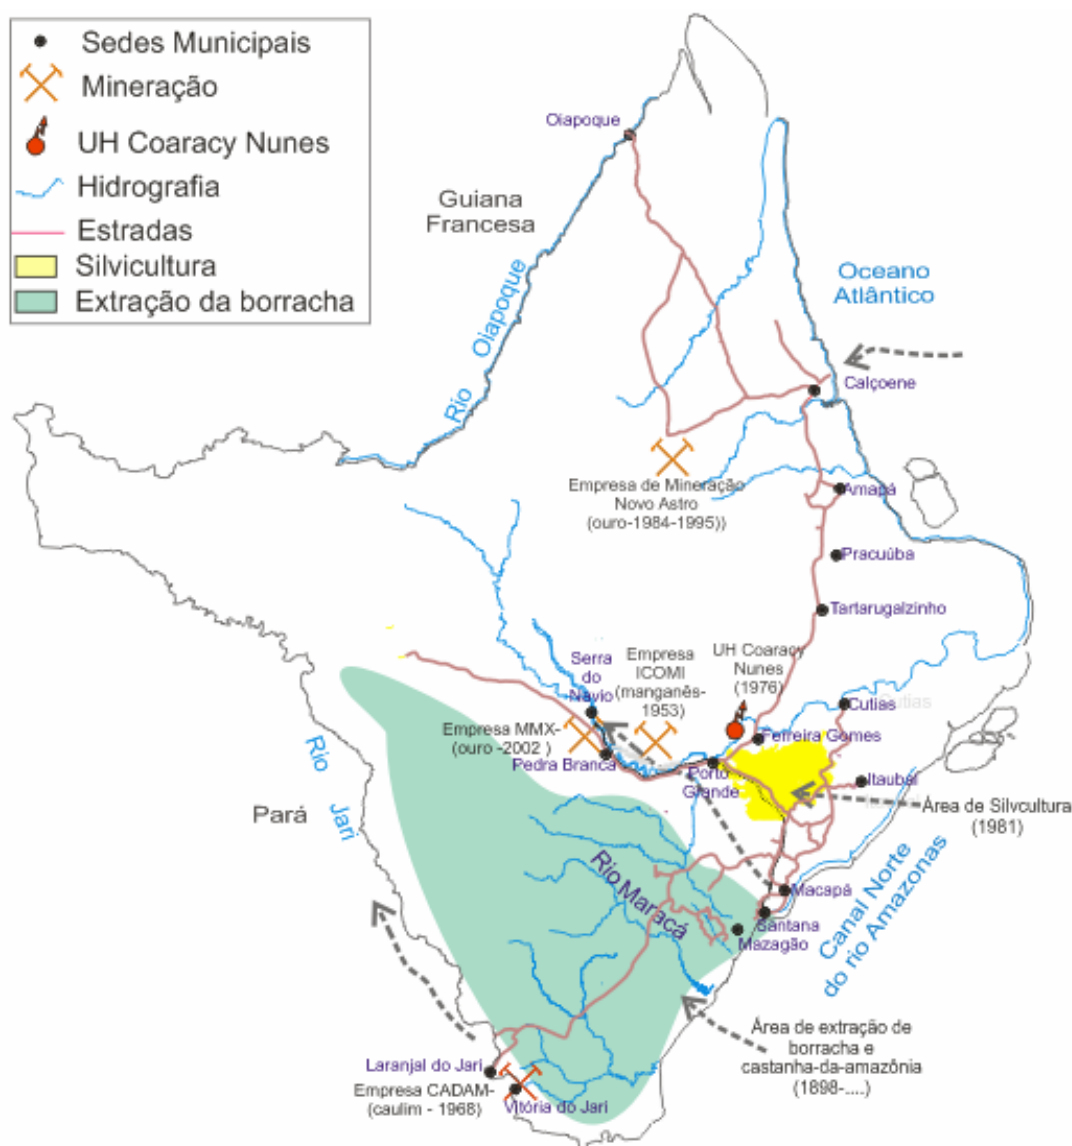 Sedes Municipais
Mineração
UH Coaracy Nunes
Hidrografia
Estradas
Silvicultura
Extração da borracha
Oiapoque
Guiana
Francesa
Rio Oiapoque
Oceano
Atlântico
Calçoene
Empresa de Mineração
Novo Astro
(ouro-1984-1995))
Amapá
Pracuúba
Tartarugalzinho
Serra
do
Navio
Empresa
ICOMI
(manganês-
1953)
UH Coaracy
Nunes
(1976)
Cutias
Cutias
Empresa MMX-
(ouro -2002 )
Pedra Branca
Ferreira Gomes
Porto
Grande
Itaubal
Área de Silvcultura
(1981)
Rio Jari
Pará
Rio Maracá
Macapá
Santana
Mazagão
Canal Norte
do rio Amazonas
Área de extração de
borracha e
castanha-da-amazônia
(1898-....)
Laranjal do Jari
Empresa CADAM-
(caulim - 1968)
Vitória do Jari